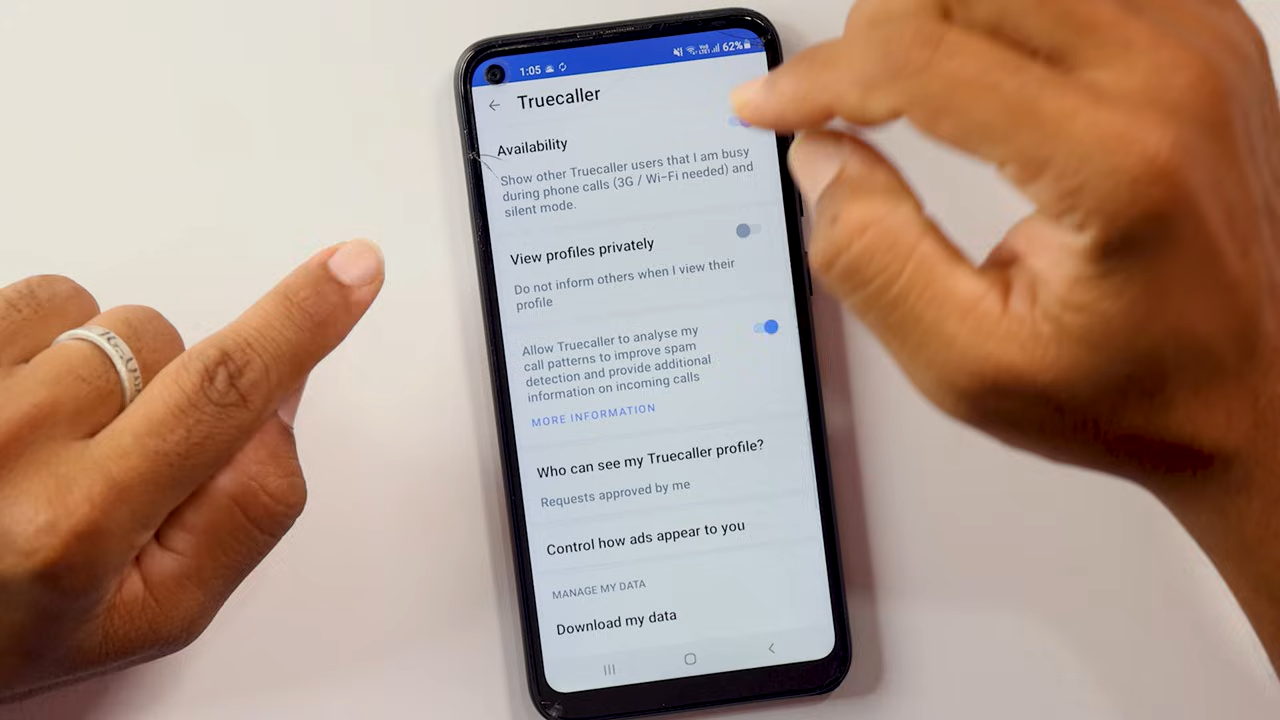 1:05 62%
Truecaller
Availability
Show other Truecaller users that I am busy
during phone calls (3G / Wi-Fi needed) and
silent mode.
View profiles privately
Do not inform others when I view their
profile
Allow Truecaller to analyse my
call patterns to improve spam
detection and provide additional
information on incoming calls
MORE INFORMATION
Who can see my Truecaller profile?
Requests approved by me
Control how ads appear to you
MANAGE MY DATA
Download my data